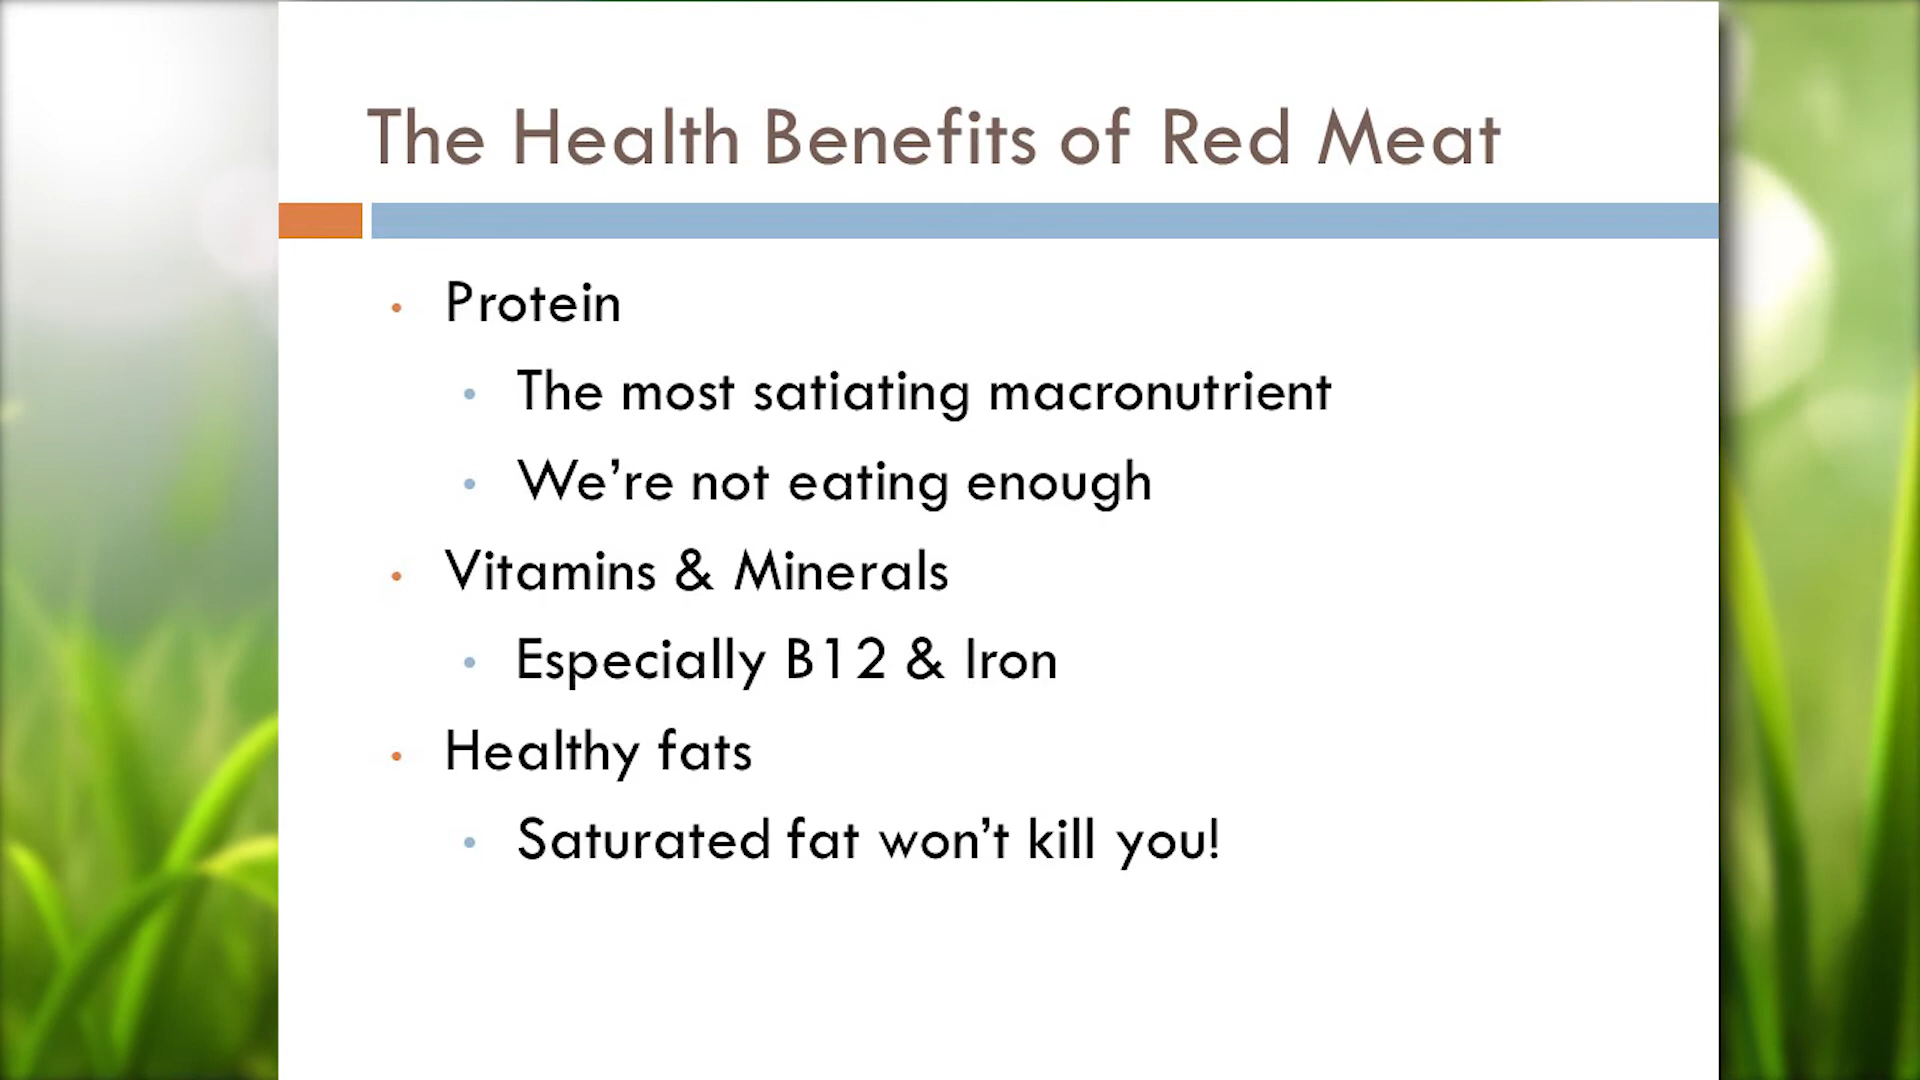 The Health Benefits of Red Meat
• Protein
• The most satiating macronutrient
• We’re not eating enough
• Vitamins & Minerals
• Especially B12 & Iron
• Healthy fats
• Saturated fat won’t kill you!